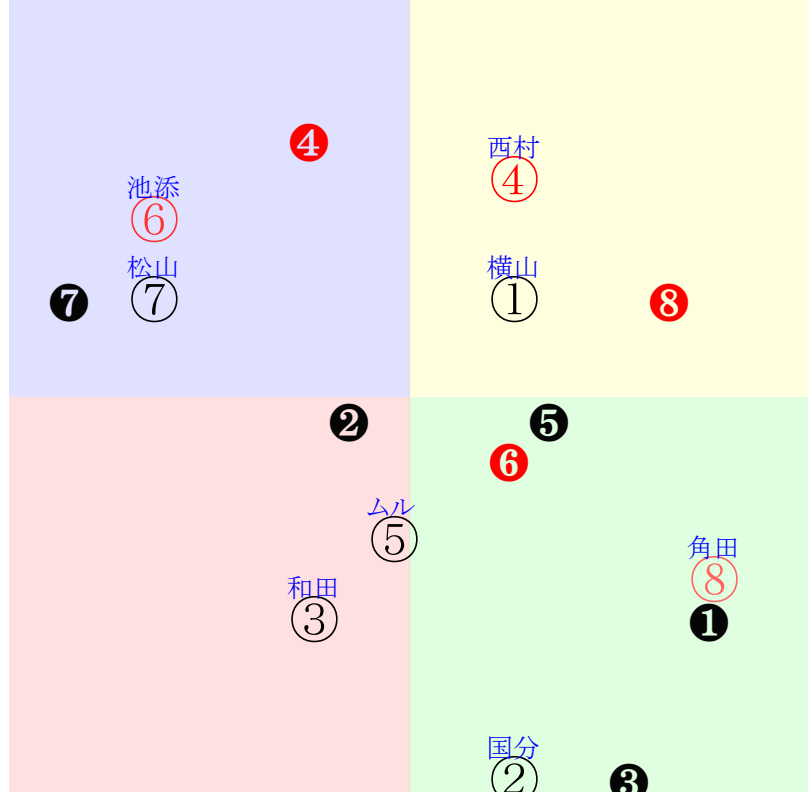 ❹
西村
④
池添
⑥
松山
⑦
❼
横山
①
❽
❷
❺
❻
ムル
⑤
角田
⑧
和田
③
❶
国分
②
❸